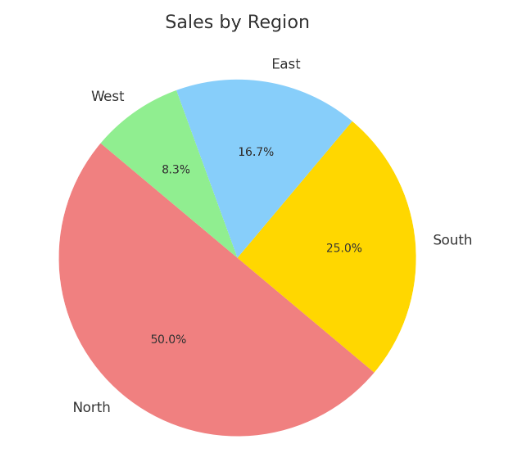 Sales by Region
East
West
16.7%
8.3%
South
25.0%
50.0%
North